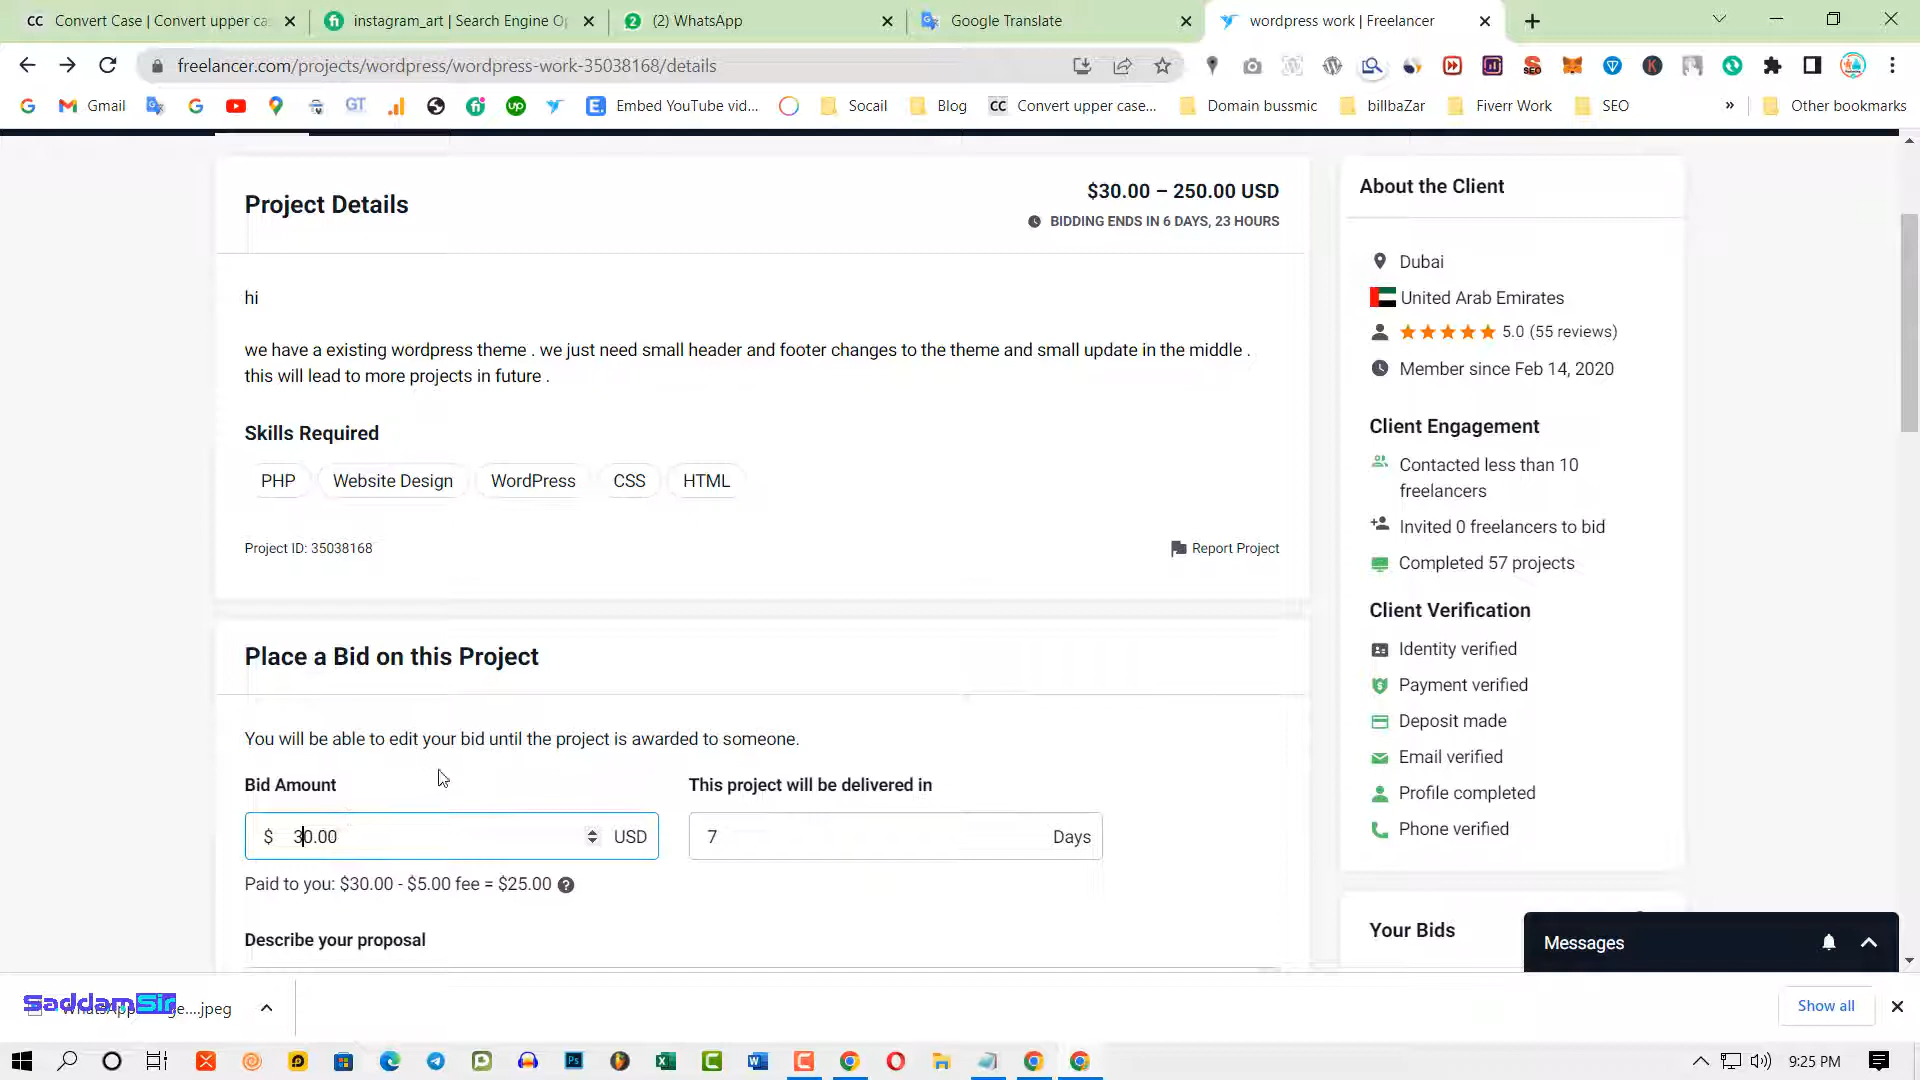 CC Convert Case | Convert upper ca
instagram_art | Search Engine Op
(2) WhatsApp
Google Translate
wordpress work | Freelancer
freelancer.com/projects/wordpress/wordpress-work-35038168/details
Gmail
Embed YouTube vid...
Socail
Blog
CC Convert upper case...
Domain bussmic
billbaZar
Fiverr Work
SEO
»
Other bookmarks
Project Details
$30.00 – 250.00 USD
BIDDING ENDS IN 6 DAYS, 23 HOURS
hi
we have a existing wordpress theme . we just need small header and footer changes to the theme and small update in the middle .
this will lead to more projects in future .
Skills Required
PHP
Website Design
WordPress
CSS
HTML
Project ID: 35038168
Report Project
Place a Bid on this Project
You will be able to edit your bid until the project is awarded to someone.
Bid Amount
This project will be delivered in
$ 30.00 USD
7 Days
Paid to you: $30.00 - $5.00 fee = $25.00
Describe your proposal
About the Client
Dubai
United Arab Emirates
5.0 (55 reviews)
Member since Feb 14, 2020
Client Engagement
Contacted less than 10
freelancers
Invited 0 freelancers to bid
Completed 57 projects
Client Verification
Identity verified
Payment verified
Deposit made
Email verified
Profile completed
Phone verified
Your Bids
Messages
SaddamSir
Show all
9:25 PM